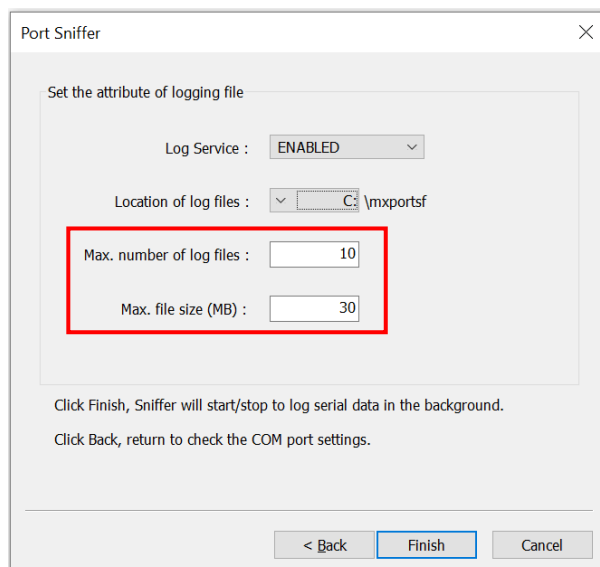 Port Sniffer
Set the attribute of logging file
Log Service : ENABLED
Location of log files : C: \mxportsf
Max. number of log files : 10
Max. file size (MB) : 30
Click Finish, Sniffer will start/stop to log serial data in the background.
Click Back, return to check the COM port settings.
< Back Finish Cancel